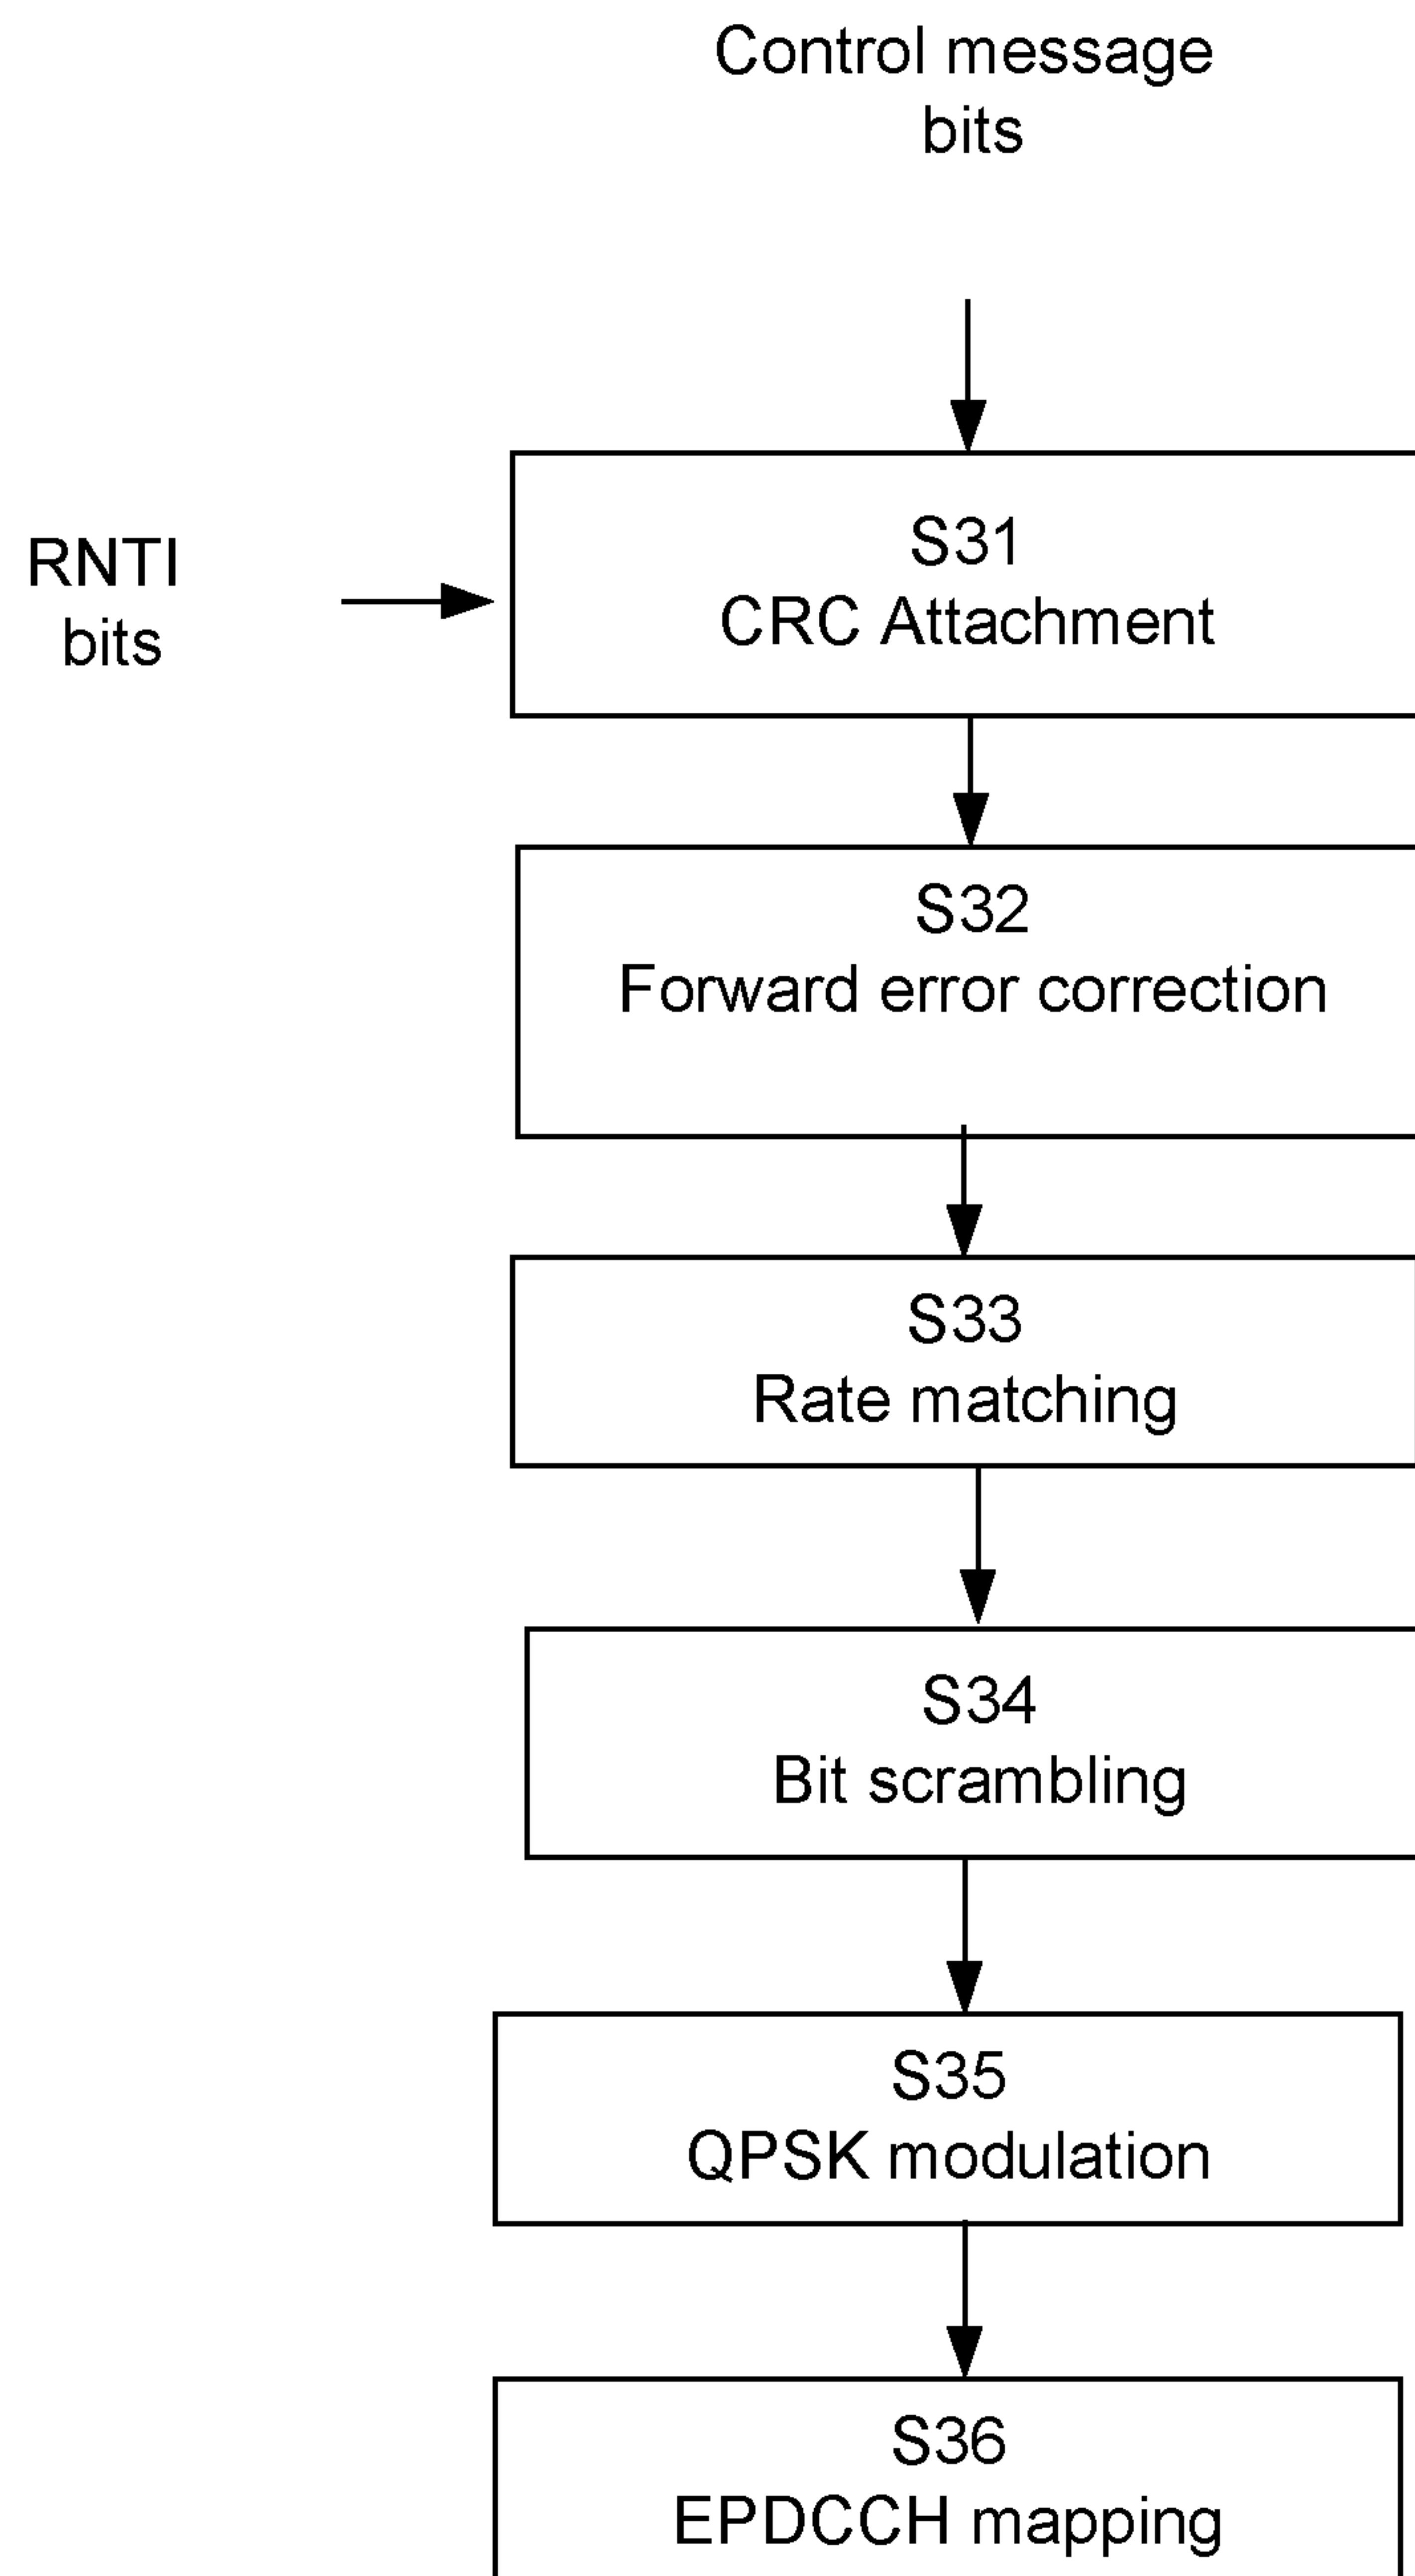 Control message
bits
RNTI
bits
S31
CRC Attachment
S32
Forward error correction
S33
Rate matching
S34
Bit scrambling
S35
QPSK modulation
S36
EPDCCH mapping